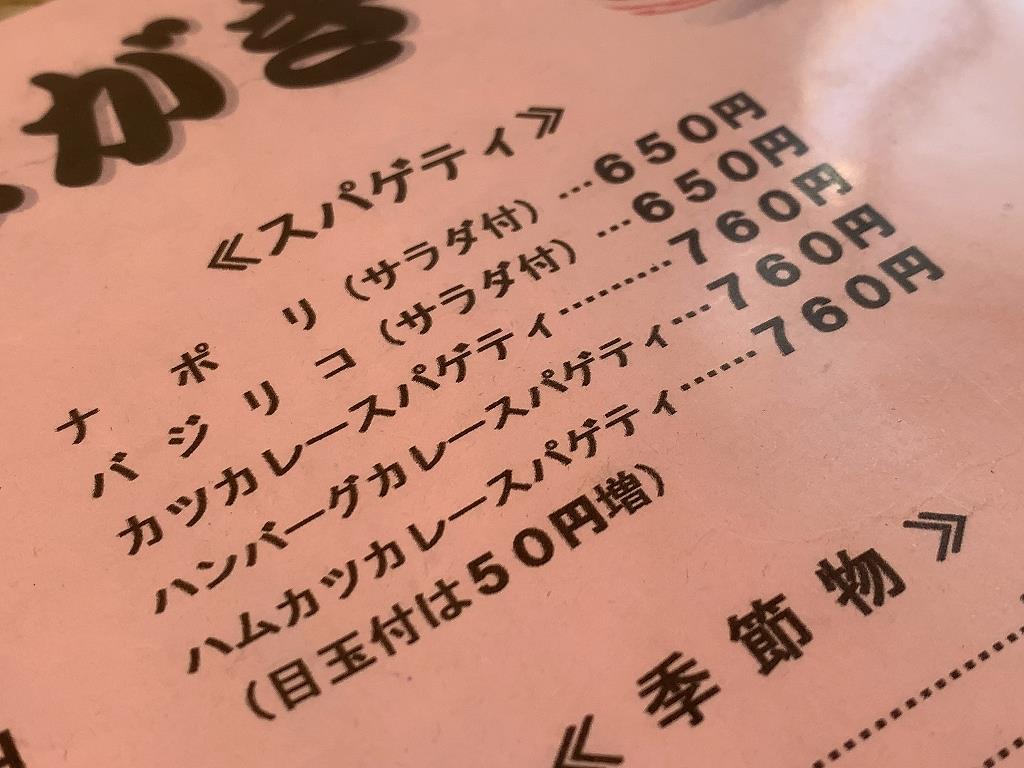 がき
≪スパゲティ≫
ナポリ（サラダ付）…650円
バジリコ（サラダ付）…650円
カツカレースパゲティ………760円
ハンバーグカレースパゲティ…760円
ハムカツカレースパゲティ……760円
（目玉付は50円増）
≪季節物≫